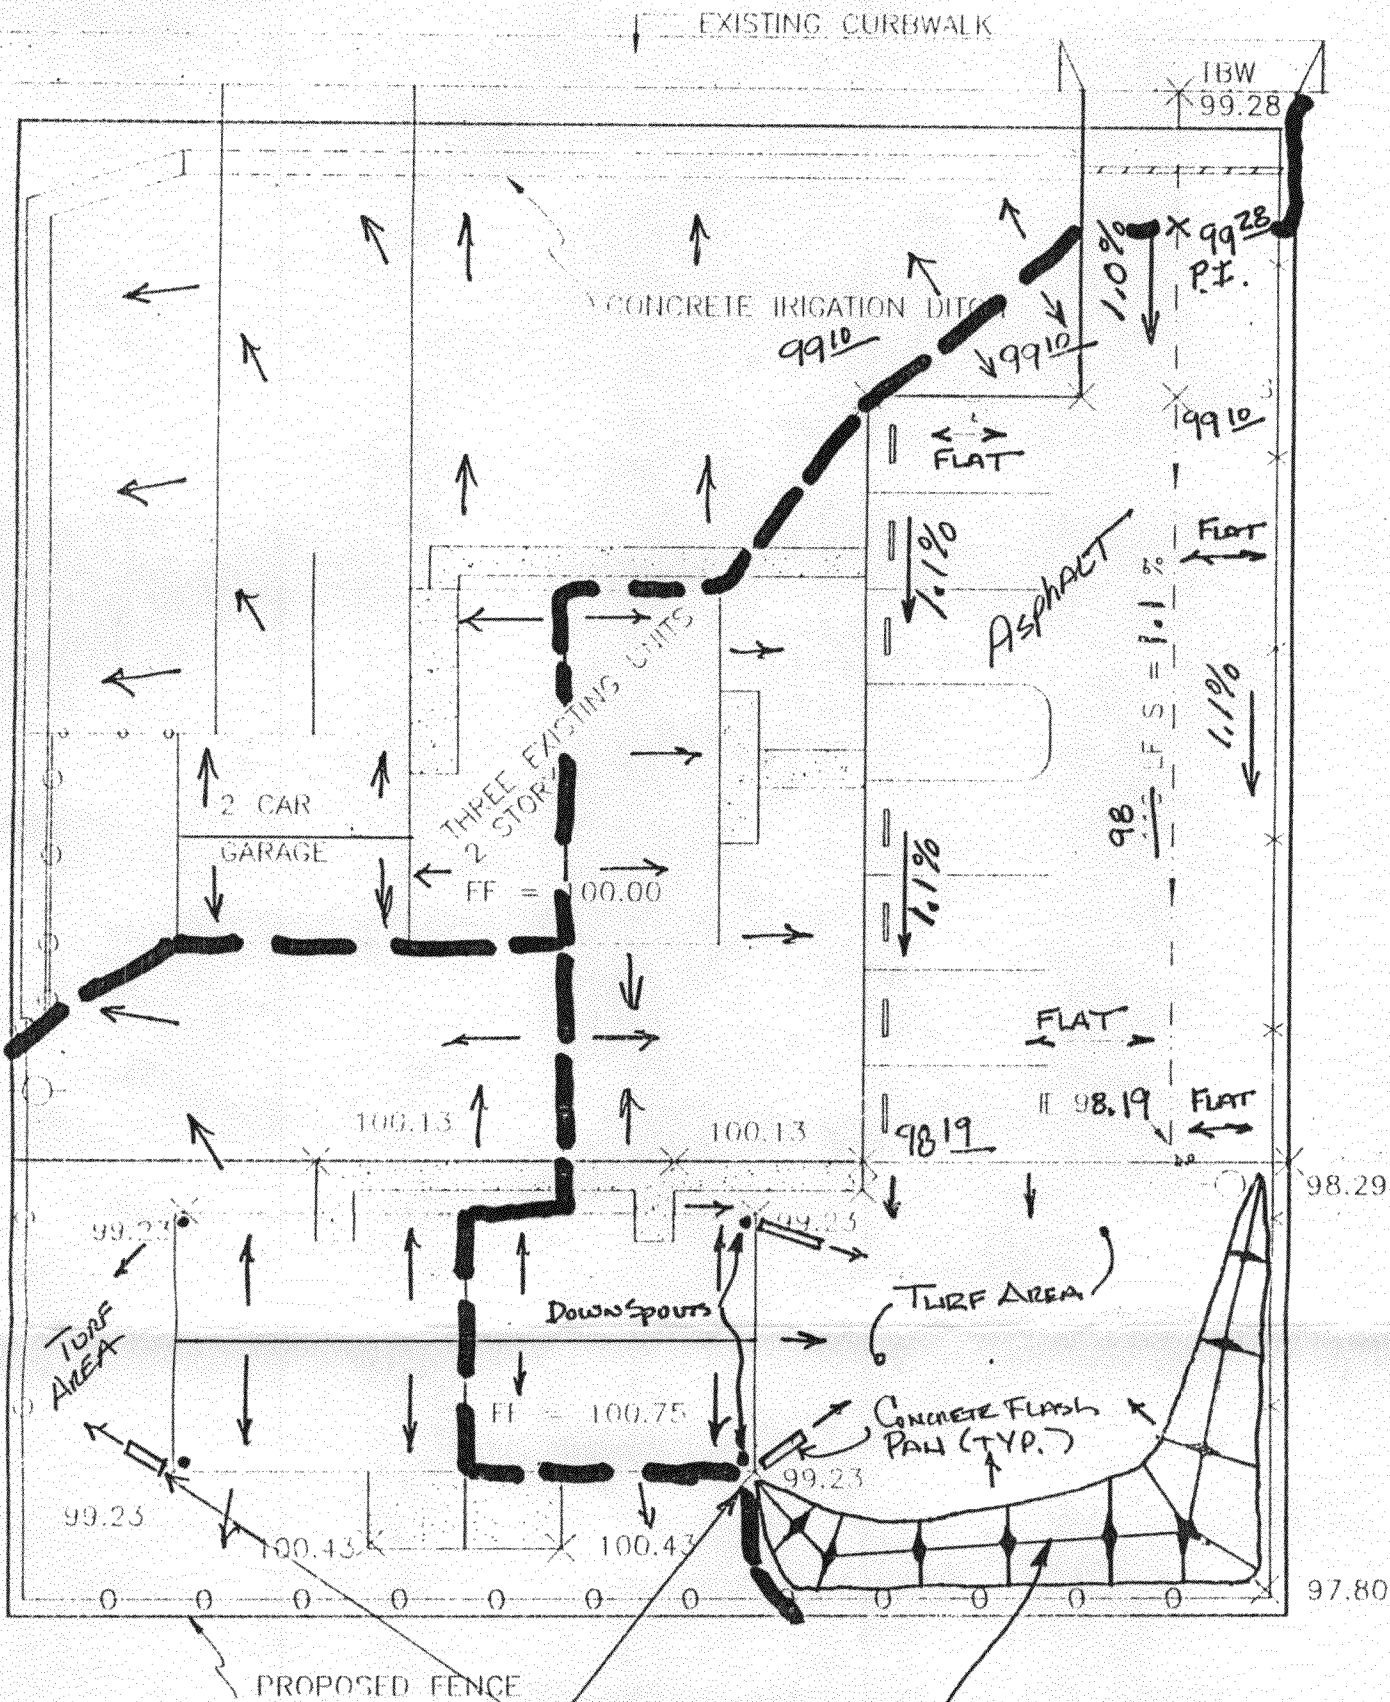 EXISTING CURBWALK
TBW
99.28
1.0%
99 28
P.I.
CONCRETE IRIGATION DITCH
99 10
99 10
99 10
FLAT
FLAT
1.1%
ASPHALT
THREE EXISTING UNITS
2 STORY
1.1%
2 CAR
GARAGE
FF = 100.00
1.1%
98
FLAT
100.13
100.13
98 19
98.19
FLAT
98.29
99.23
99.23
TURF AREA
DOWNSPOUTS
TURF
AREA
FF = 100.75
CONCRETE FLASH
PAN (TYP.)
99.23
99.23
100.43
100.43
97.80
PROPOSED FENCE